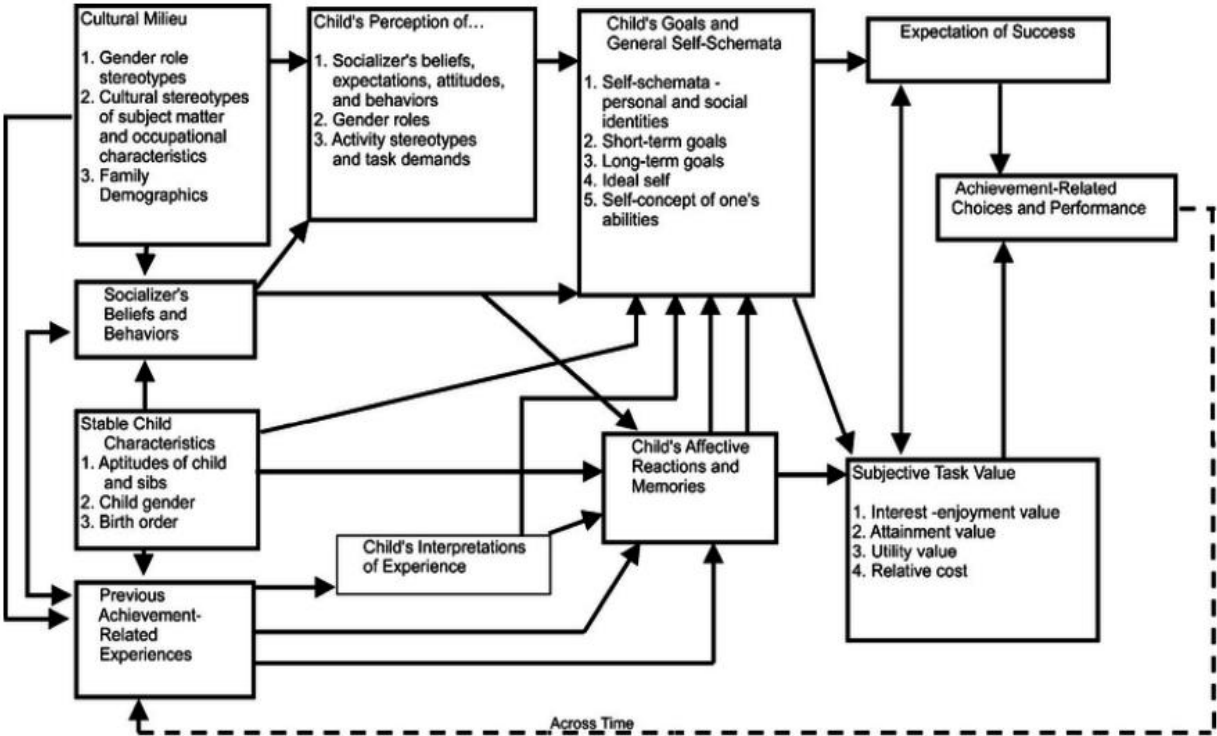 Cultural Milieu
1. Gender role
stereotypes
2. Cultural stereotypes
of subject matter
and occupational
characteristics
3. Family
Demographics
Child's Perception of...
1. Socializer's beliefs,
expectations, attitudes,
and behaviors
2. Gender roles
3. Activity stereotypes
and task demands
Child's Goals and
General Self-Schemata
1. Self-schemata -
personal and social
identities
2. Short-term goals
3. Long-term goals
4. Ideal self
5. Self-concept of one's
abilities
Expectation of Success
Achievement-Related
Choices and Performance
Socializer's
Beliefs and
Behaviors
Stable Child
Characteristics
1. Aptitudes of child
and sibs
2. Child gender
3. Birth order
Child's Affective
Reactions and
Memories
Subjective Task Value
1. Interest -enjoyment value
2. Attainment value
3. Utility value
4. Relative cost
Child's Interpretations
of Experience
Previous
Achievement-
Related
Experiences
Across Time